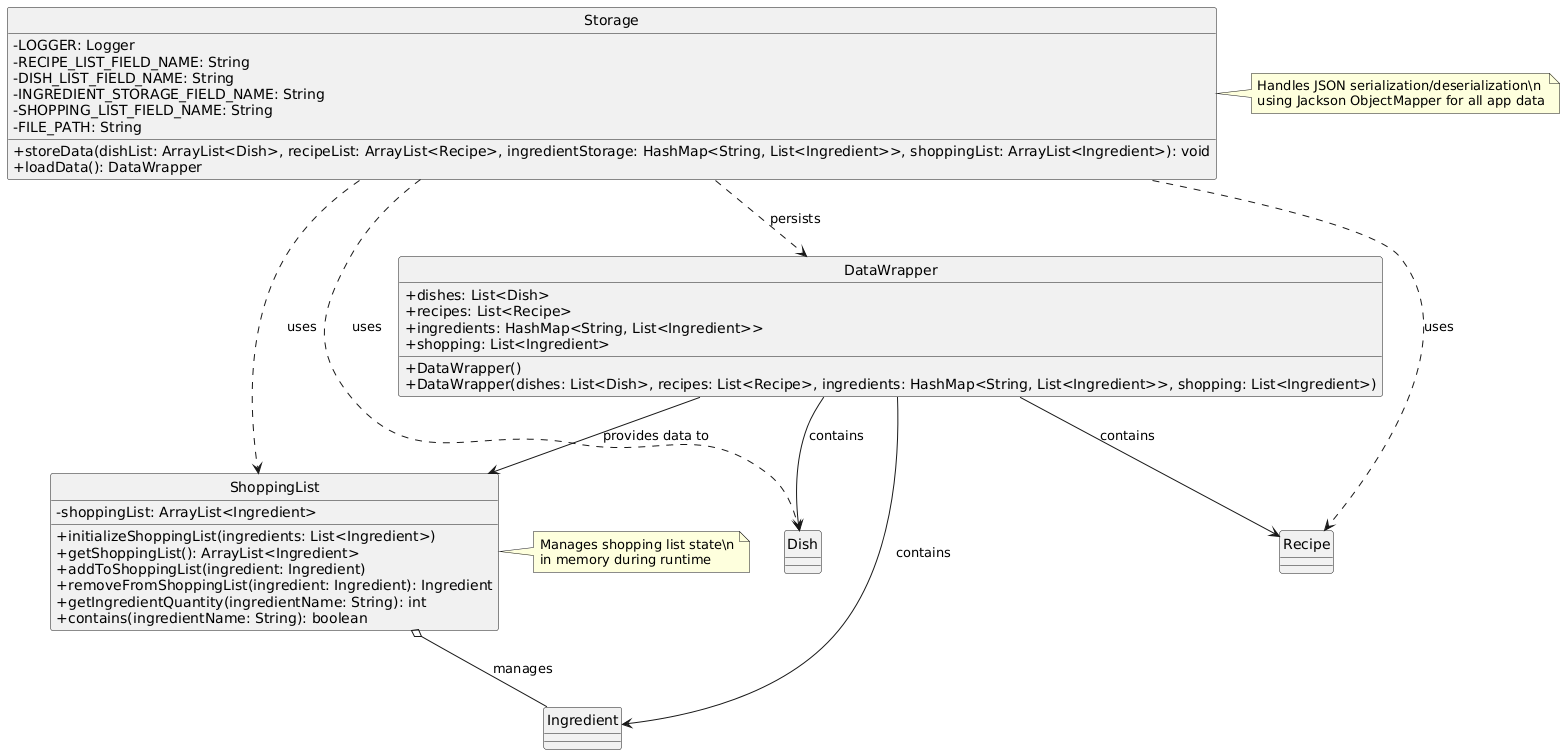 Storage
-LOGGER: Logger
-RECIPE_LIST_FIELD_NAME: String
-DISH_LIST_FIELD_NAME: String
-INGREDIENT_STORAGE_FIELD_NAME: String
-SHOPPING_LIST_FIELD_NAME: String
-FILE_PATH: String
+storeData(dishList: ArrayList<Dish>, recipeList: ArrayList<Recipe>, ingredientStorage: HashMap<String, List<Ingredient>>, shoppingList: ArrayList<Ingredient>): void
+loadData(): DataWrapper
Handles JSON serialization/deserialization\n
using Jackson ObjectMapper for all app data
persists
uses
uses
uses
DataWrapper
+dishes: List<Dish>
+recipes: List<Recipe>
+ingredients: HashMap<String, List<Ingredient>>
+shopping: List<Ingredient>
+DataWrapper()
+DataWrapper(dishes: List<Dish>, recipes: List<Recipe>, ingredients: HashMap<String, List<Ingredient>>, shopping: List<Ingredient>)
provides data to
contains
contains
contains
ShoppingList
-shoppingList: ArrayList<Ingredient>
+initializeShoppingList(ingredients: List<Ingredient>)
+getShoppingList(): ArrayList<Ingredient>
+addToShoppingList(ingredient: Ingredient)
+removeFromShoppingList(ingredient: Ingredient): Ingredient
+getIngredientQuantity(ingredientName: String): int
+contains(ingredientName: String): boolean
Manages shopping list state\n
in memory during runtime
Dish
Recipe
manages
Ingredient